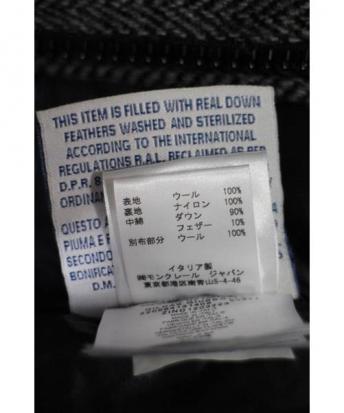 THIS ITEM IS FILLED WITH REAL DOWN
FEATHERS WASHED AND STERILIZED
ACCORDING TO THE INTERNATIONAL
REGULATIONS R.A.L. RECLAIMED AS PER
D.P.R. 8
ORDINAN
QUESTO A
PIUMA E
SECONDO
BONIFICA
D.M.
表地 ウール 100%
裏地 ナイロン 100%
中綿 ダウン 90%
フェザー 10%
別布部分 ウール 100%
イタリア製
㈱モンクレール ジャパン
東京都港区南青山5-4-46